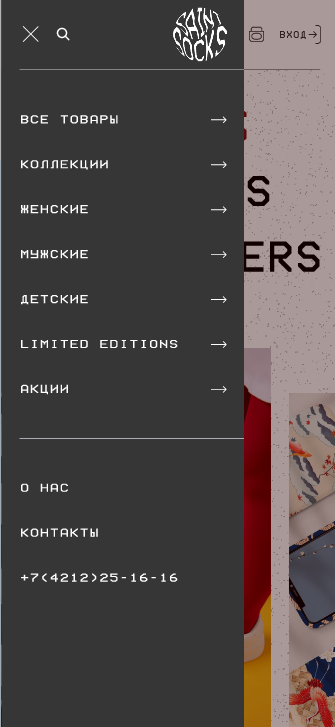 SAINT
SOCKS
ВХОД
ВСЕ ТОВАРЫ
КОЛЛЕКЦИИ
ЖЕНСКИЕ
МУЖСКИЕ
ДЕТСКИЕ
LIMITED EDITIONS
АКЦИИ
О НАС
КОНТАКТЫ
+7(4212)25-16-16
S
ERS